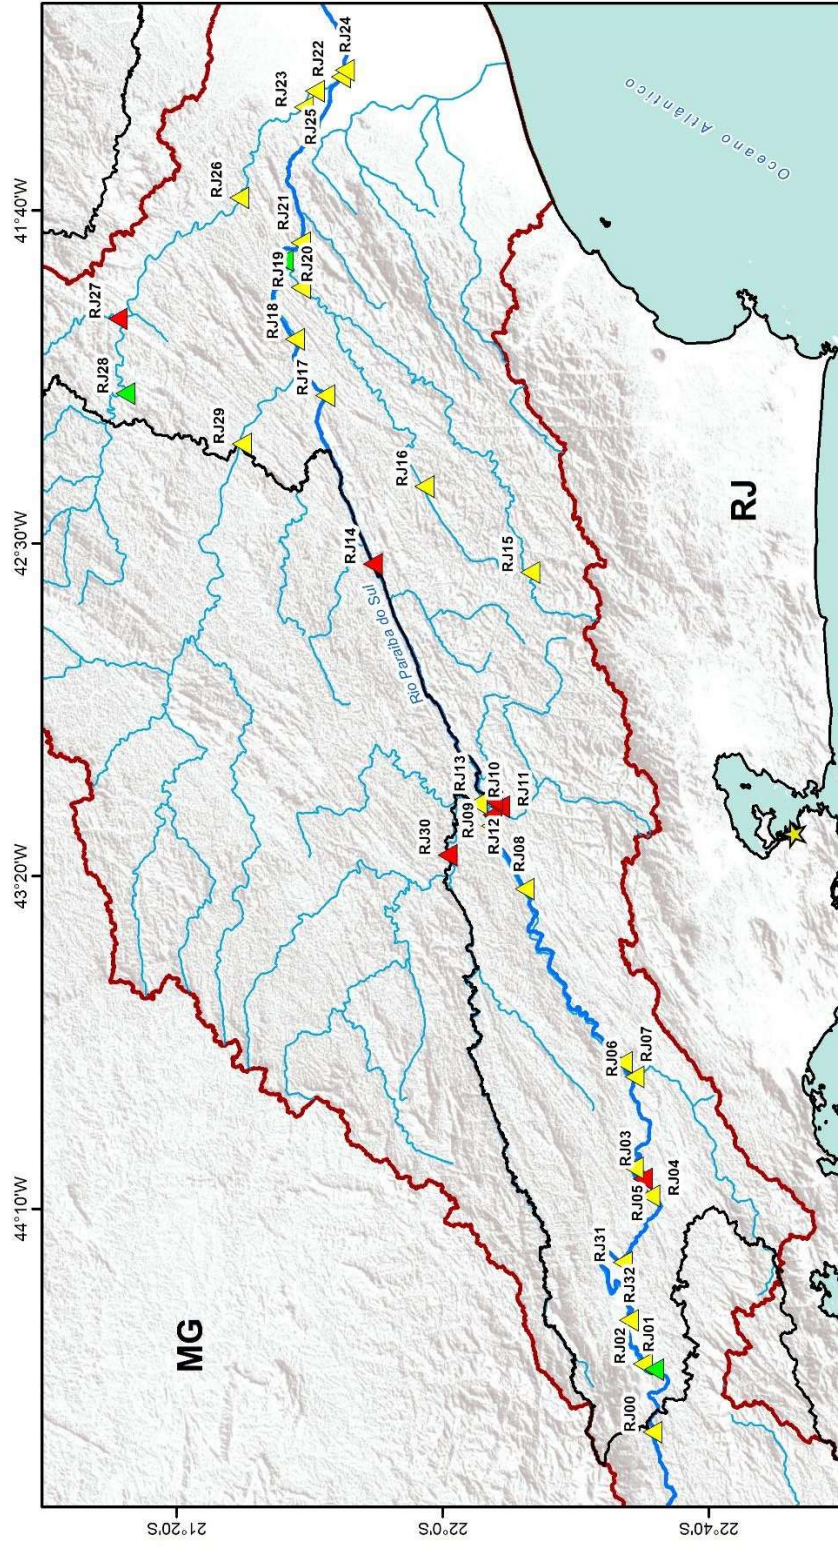 44°10'W
43°20'W
42°30'W
41°40'W
21°20'S
22°0'S
22°40'S
MG
RJ
Oceano Atlântico
Rio Paraíba do Sul
RJ00
RJ01
RJ02
RJ32
RJ31
RJ05
RJ04
RJ03
RJ07
RJ06
RJ08
RJ30
RJ12
RJ09
RJ11
RJ10
RJ13
RJ14
RJ15
RJ16
RJ29
RJ28
RJ27
RJ17
RJ18
RJ20
RJ19
RJ21
RJ26
RJ25
RJ23
RJ22
RJ24